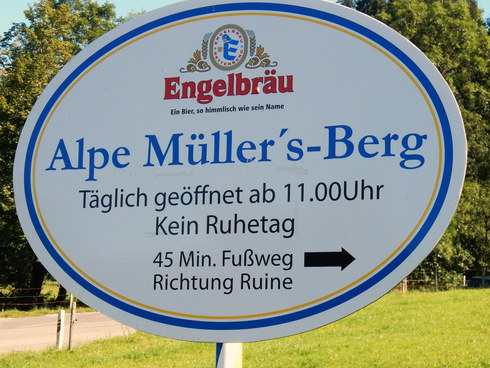 Engelbräu
Ein Bier, so himmlisch wie sein Name
Alpe Müller´s-Berg
Täglich geöffnet ab 11.00Uhr
Kein Ruhetag
45 Min. Fußweg
Richtung Ruine